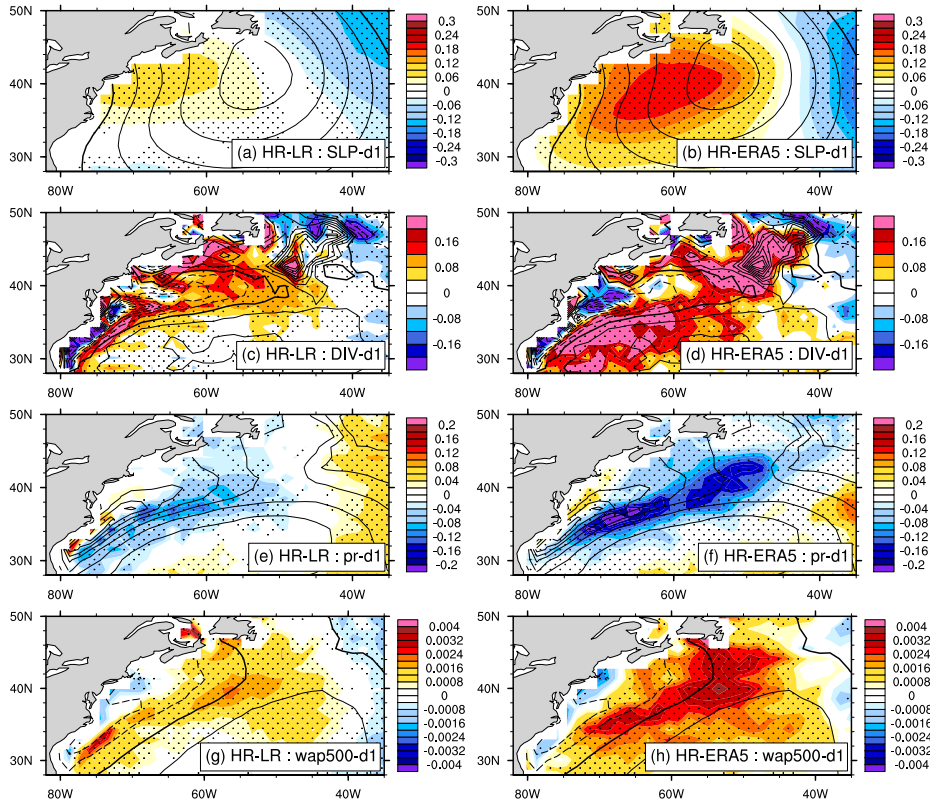 50N
40N
30N
80W 60W 40W
(a) HR-LR : SLP-d1
0.3
0.24
0.18
0.12
0.06
0
-0.06
-0.12
-0.18
-0.24
-0.3
50N
40N
30N
80W 60W 40W
(b) HR-ERA5 : SLP-d1
0.3
0.24
0.18
0.12
0.06
0
-0.06
-0.12
-0.18
-0.24
-0.3
50N
40N
30N
80W 60W 40W
(c) HR-LR : DIV-d1
0.16
0.08
0
-0.08
-0.16
50N
40N
30N
80W 60W 40W
(d) HR-ERA5 : DIV-d1
0.16
0.08
0
-0.08
-0.16
50N
40N
30N
80W 60W 40W
(e) HR-LR : pr-d1
0.2
0.16
0.12
0.08
0.04
0
-0.04
-0.08
-0.12
-0.16
-0.2
50N
40N
30N
80W 60W 40W
(f) HR-ERA5 : pr-d1
0.2
0.16
0.12
0.08
0.04
0
-0.04
-0.08
-0.12
-0.16
-0.2
50N
40N
30N
80W 60W 40W
(g) HR-LR : wap500-d1
0.004
0.0032
0.0024
0.0016
0.0008
0
-0.0008
-0.0016
-0.0024
-0.0032
-0.004
50N
40N
30N
80W 60W 40W
(h) HR-ERA5 : wap500-d1
0.004
0.0032
0.0024
0.0016
0.0008
0
-0.0008
-0.0016
-0.0024
-0.0032
-0.004